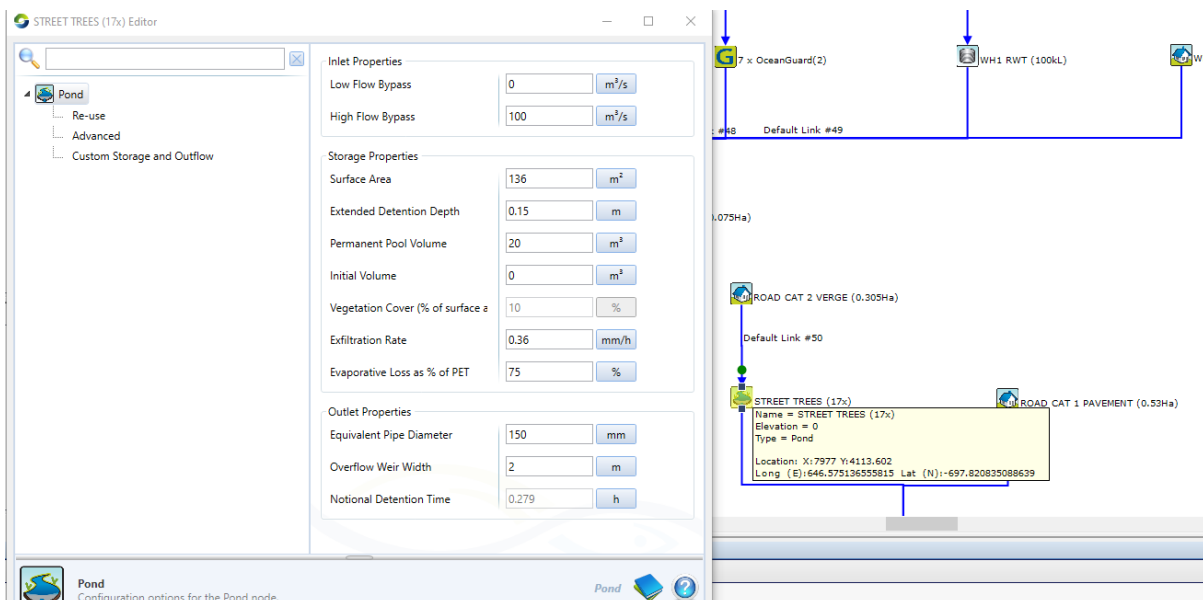 STREET TREES (17x) Editor
Pond
Re-use
Advanced
Custom Storage and Outflow
Inlet Properties
Low Flow Bypass 0 m³/s
High Flow Bypass 100 m³/s
Storage Properties
Surface Area 136 m²
Extended Detention Depth 0.15 m
Permanent Pool Volume 20 m³
Initial Volume 0 m³
Vegetation Cover (% of surface a 10 %
Exfiltration Rate 0.36 mm/h
Evaporative Loss as % of PET 75 %
Outlet Properties
Equivalent Pipe Diameter 150 mm
Overflow Weir Width 2 m
Notional Detention Time 0.279 h
Pond
Configuration options for the Pond node.
Pond
G 7 x OceanGuard(2)
WH1 RWT (100kL)
W
#48
Default Link #49
.075Ha)
ROAD CAT 2 VERGE (0.305Ha)
Default Link #50
STREET TREES (17x)
ROAD CAT 1 PAVEMENT (0.53Ha)
Name = STREET TREES (17x)
Elevation = 0
Type = Pond
Location: X:7977 Y:4113.602
Long (E):646.575136555815 Lat (N):-697.820835088639